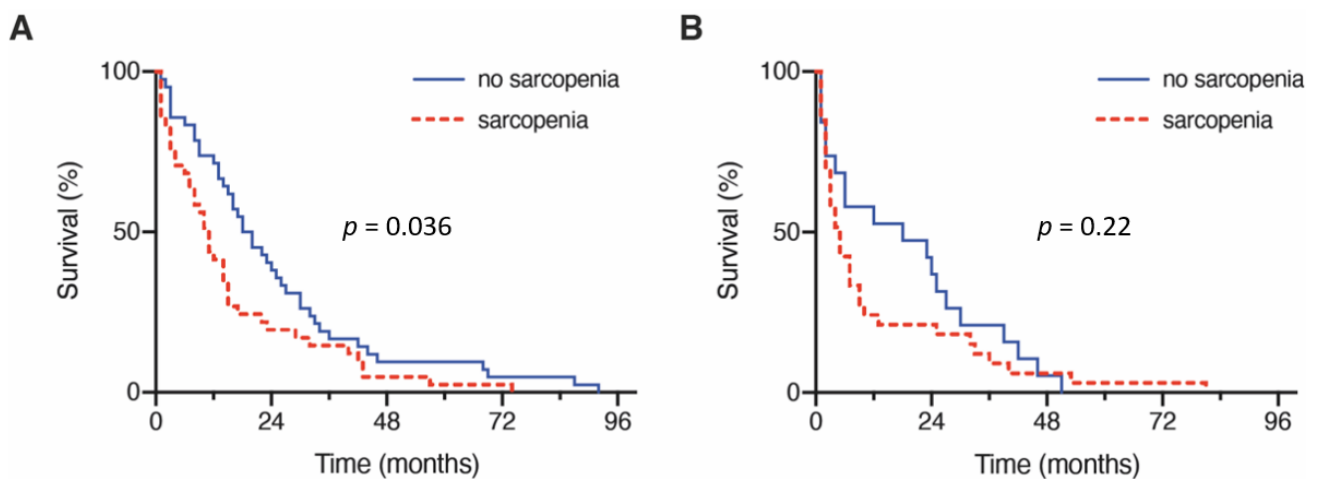 A
100
50
0
0 24 48 72 96
Survival (%)
Time (months)
no sarcopenia
sarcopenia
p = 0.036
B
100
50
0
0 24 48 72 96
Survival (%)
Time (months)
no sarcopenia
sarcopenia
p = 0.22